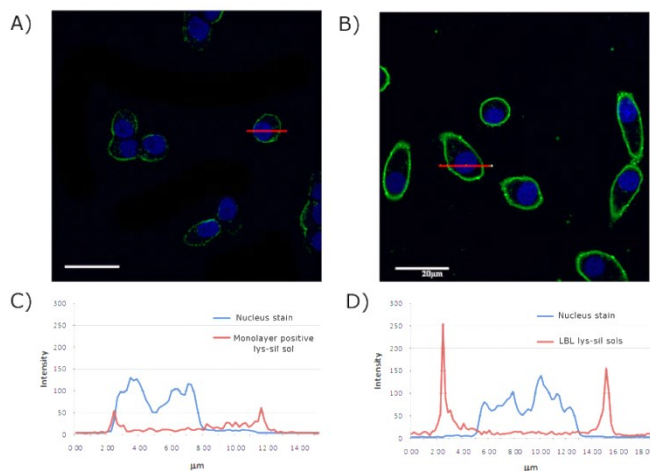 A)
B)
20μm
C)
Nucleus stain
Monolayer positive
lys-sil sol
Intensity
300
250
200
150
100
50
0
0 00
2 00
4 00
6 00
8 00
10 00
12 00
14 00
μm
D)
Nucleus stain
LBL lys-sil sols
Intensity
300
250
200
150
100
50
0
0 00
2 00
4 00
6 00
8 00
10 00
12 00
14 00
16 00
18 0
μm